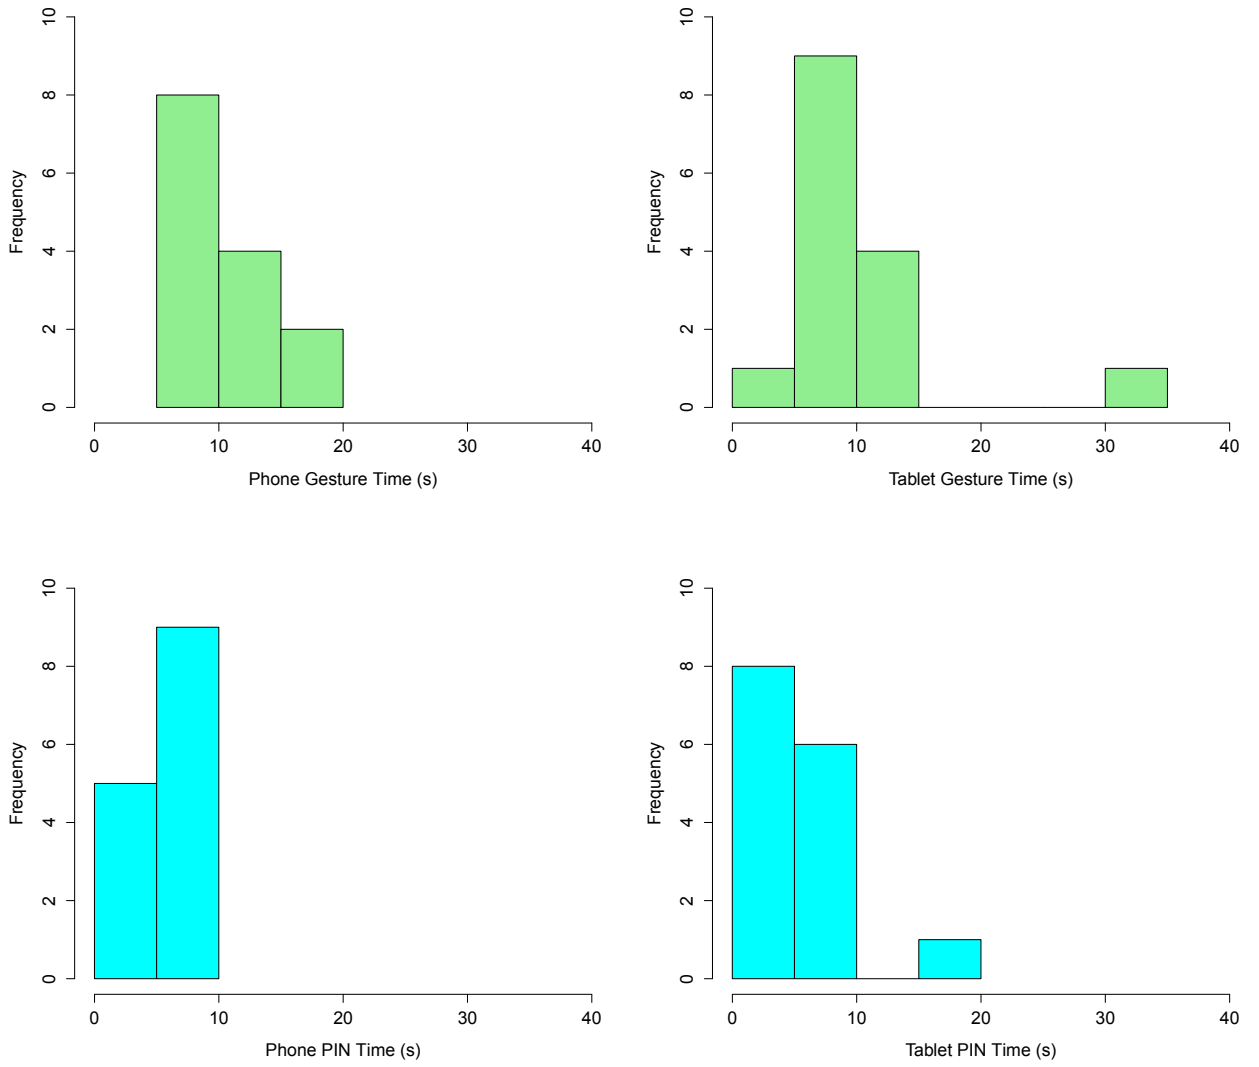 Frequency
0 2 4 6 8 10
0 10 20 30 40
Phone Gesture Time (s)
Frequency
0 2 4 6 8 10
0 10 20 30 40
Tablet Gesture Time (s)
Frequency
0 2 4 6 8 10
0 10 20 30 40
Phone PIN Time (s)
Frequency
0 2 4 6 8 10
0 10 20 30 40
Tablet PIN Time (s)